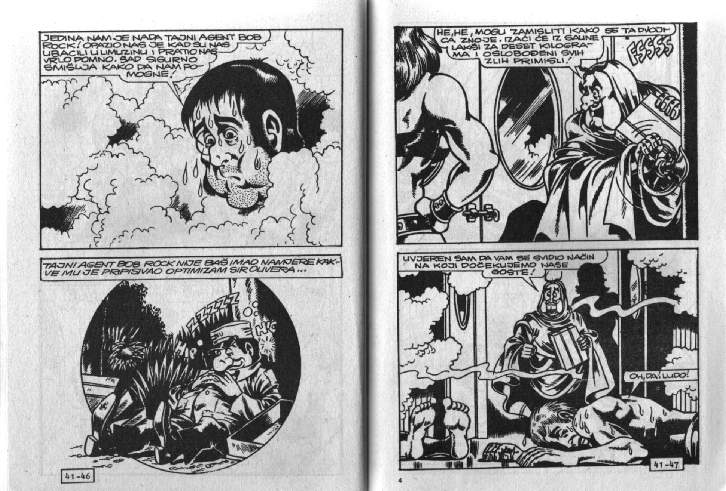 JEDINA NAM JE NADA TAJNI AGENT BOB
ROCK! OPAZIO NAS JE KAD SU NAS
UBACILI U LIMUZINU I PRATIO NAS
VRLO POMNO. SAD SIGURNO
SMIŠLJA KAKO DA NAM PO-
MOGNE.
TAJNI AGENT BOB ROCK NIJE BAŠ IMAO NAMJERE KAK-
VE MU JE PRIPISIVAO OPTIMIZAM SIR OLIVERA...
ZZZZZZ
41-46
HE, HE, MOGU ZAMISLITI KAKO SE TA DVOJI-
CA ZNOJE. IZAĆI ĆE IZ SAUNE
LAKŠI ZA DESET KILOGRA-
MA I OSLOBOĐENI SVIH
ZLIH PRIMISLI!
FSSSSS
UVJEREN SAM DA VAM SE SVIDIO NAČIN
NA KOJI DOČEKUJEMO NAŠE
GOSTE!
OH, DA! LUDO!
41-47
4